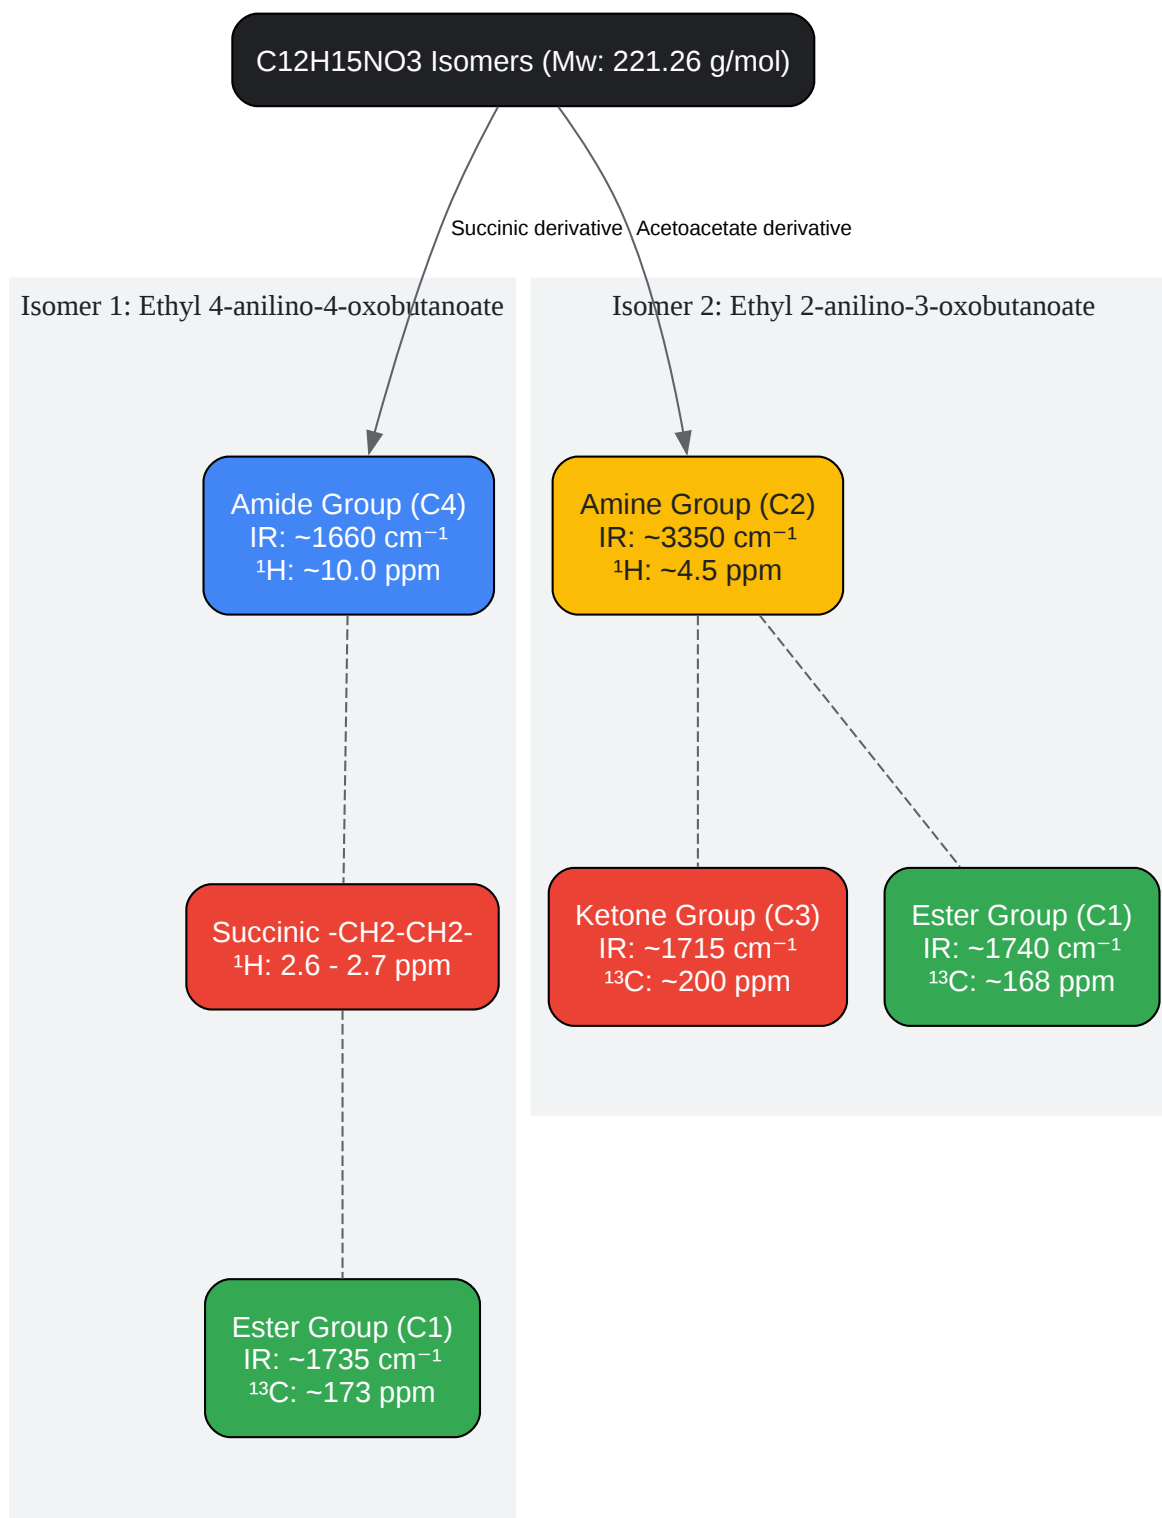 C12H15NO3 Isomers (Mw: 221.26 g/mol)
Succinic derivative
Acetoacetate derivative
Isomer 1: Ethyl 4-anilino-4-oxobutanoate
Amide Group (C4)
IR: ~1660 cm⁻¹
¹H: ~10.0 ppm
Succinic -CH2-CH2-
¹H: 2.6 - 2.7 ppm
Ester Group (C1)
IR: ~1735 cm⁻¹
¹³C: ~173 ppm
Isomer 2: Ethyl 2-anilino-3-oxobutanoate
Amine Group (C2)
IR: ~3350 cm⁻¹
¹H: ~4.5 ppm
Ketone Group (C3)
IR: ~1715 cm⁻¹
¹³C: ~200 ppm
Ester Group (C1)
IR: ~1740 cm⁻¹
¹³C: ~168 ppm